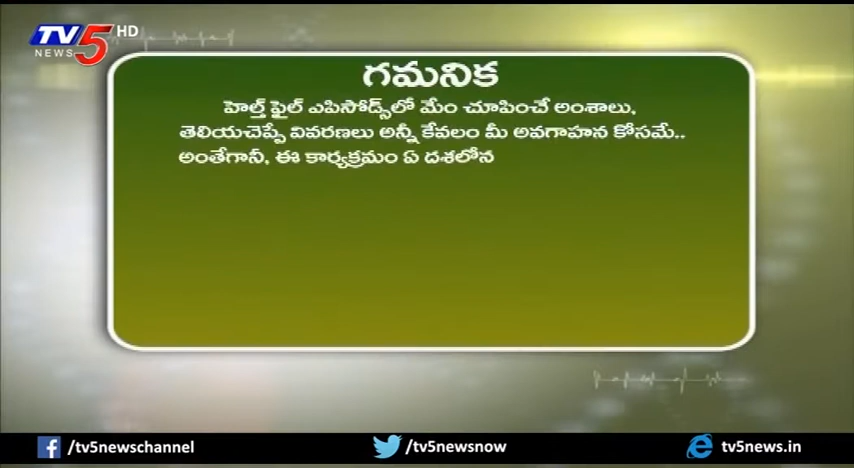 TV5 HD
NEWS
గమనిక
హెల్త్ ఫైల్ ఎపిసోడ్స్‌లో మేం చూపించే అంశాలు,
తెలియచెప్పే వివరణలు అన్నీ కేవలం మీ అవగాహన కోసమే..
అంతేగానీ, ఈ కార్యక్రమం ఏ దశలోన
/tv5newschannel
/tv5newsnow
tv5news.in